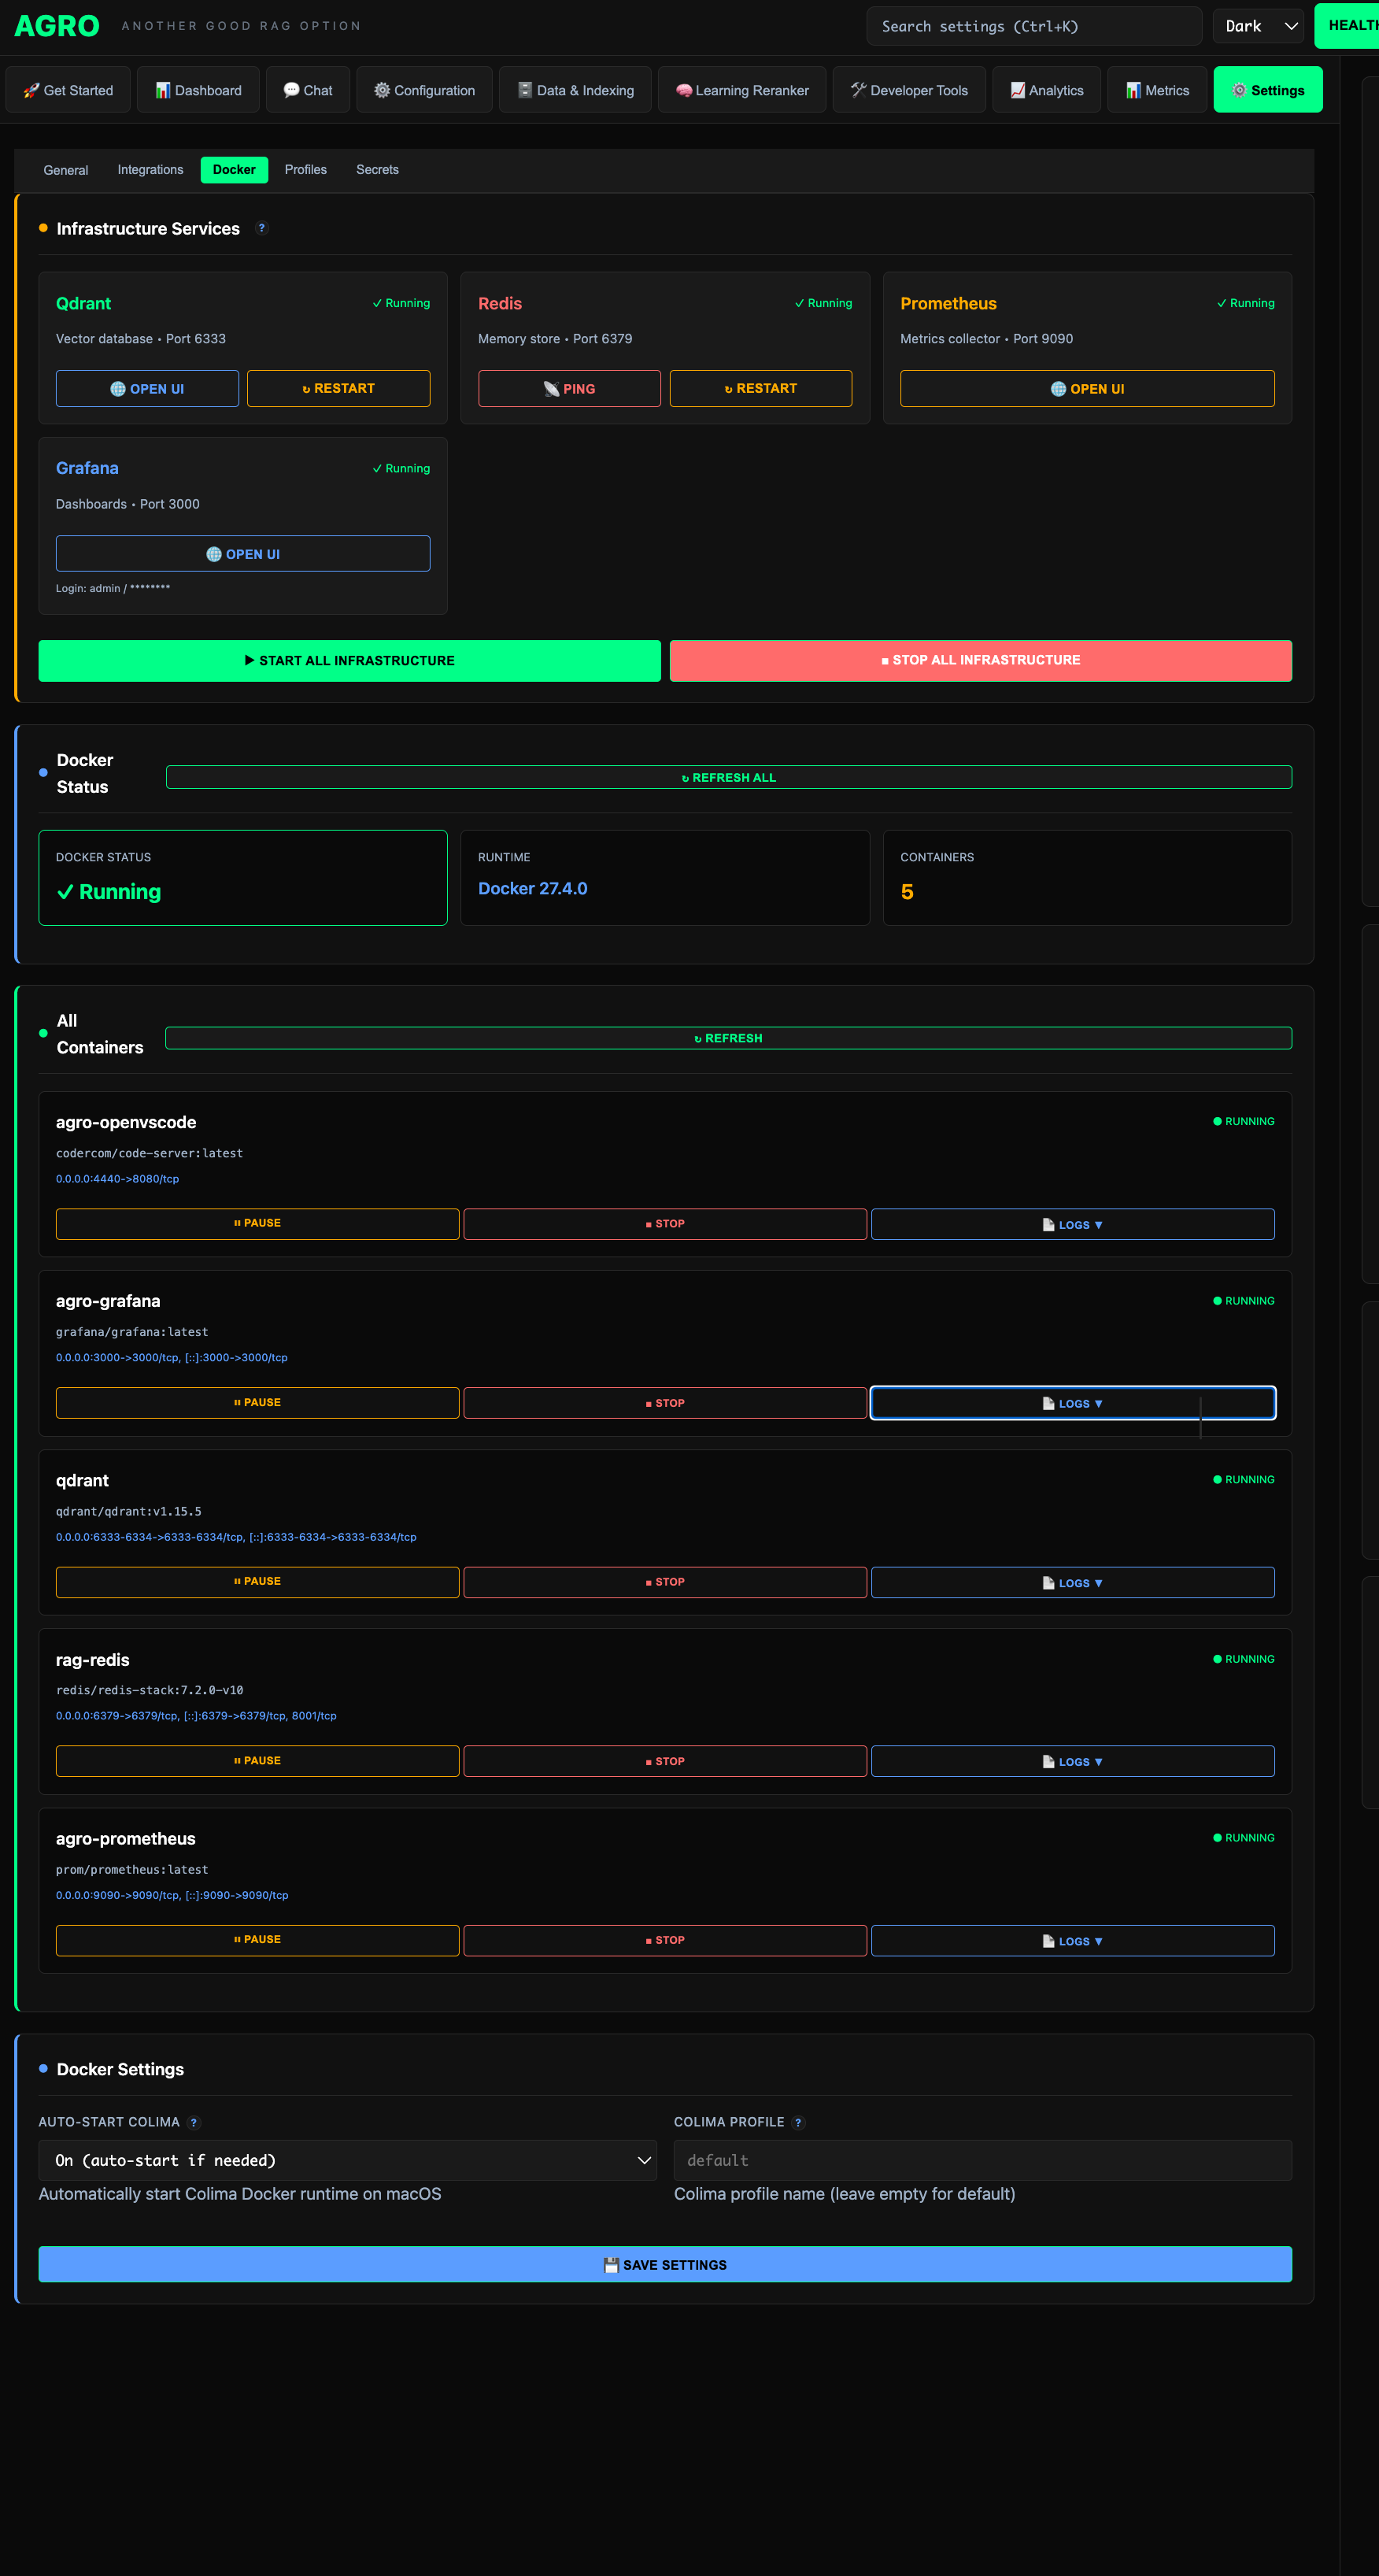 AGRO ANOTHER GOOD RAG OPTION Search settings (Ctrl+K) Dark HEALTH
🚀 Get Started 📊 Dashboard 💬 Chat ⚙️ Configuration 🗄️ Data & Indexing 🧠 Learning Reranker 🛠️ Developer Tools 📈 Analytics 📊 Metrics ⚙️ Settings
General Integrations Docker Profiles Secrets
Infrastructure Services ?
Qdrant ✓ Running
Vector database • Port 6333
🌐 OPEN UI ↻ RESTART
Redis ✓ Running
Memory store • Port 6379
📡 PING ↻ RESTART
Prometheus ✓ Running
Metrics collector • Port 9090
🌐 OPEN UI
Grafana ✓ Running
Dashboards • Port 3000
🌐 OPEN UI
Login: admin / ********
▶ START ALL INFRASTRUCTURE ■ STOP ALL INFRASTRUCTURE
Docker
Status
↻ REFRESH ALL
DOCKER STATUS
✓ Running
RUNTIME
Docker 27.4.0
CONTAINERS
5
All
Containers
↻ REFRESH
agro-openvscode ● RUNNING
codercom/code-server:latest
0.0.0.0:4440->8080/tcp
⏸ PAUSE ■ STOP 📄 LOGS ▼
agro-grafana ● RUNNING
grafana/grafana:latest
0.0.0.0:3000->3000/tcp, [::]:3000->3000/tcp
⏸ PAUSE ■ STOP 📄 LOGS ▼
qdrant ● RUNNING
qdrant/qdrant:v1.15.5
0.0.0.0:6333-6334->6333-6334/tcp, [::]:6333-6334->6333-6334/tcp
⏸ PAUSE ■ STOP 📄 LOGS ▼
rag-redis ● RUNNING
redis/redis-stack:7.2.0-v10
0.0.0.0:6379->6379/tcp, [::]:6379->6379/tcp, 8001/tcp
⏸ PAUSE ■ STOP 📄 LOGS ▼
agro-prometheus ● RUNNING
prom/prometheus:latest
0.0.0.0:9090->9090/tcp, [::]:9090->9090/tcp
⏸ PAUSE ■ STOP 📄 LOGS ▼
Docker Settings
AUTO-START COLIMA ?
On (auto-start if needed)
Automatically start Colima Docker runtime on macOS
COLIMA PROFILE ?
default
Colima profile name (leave empty for default)
💾 SAVE SETTINGS